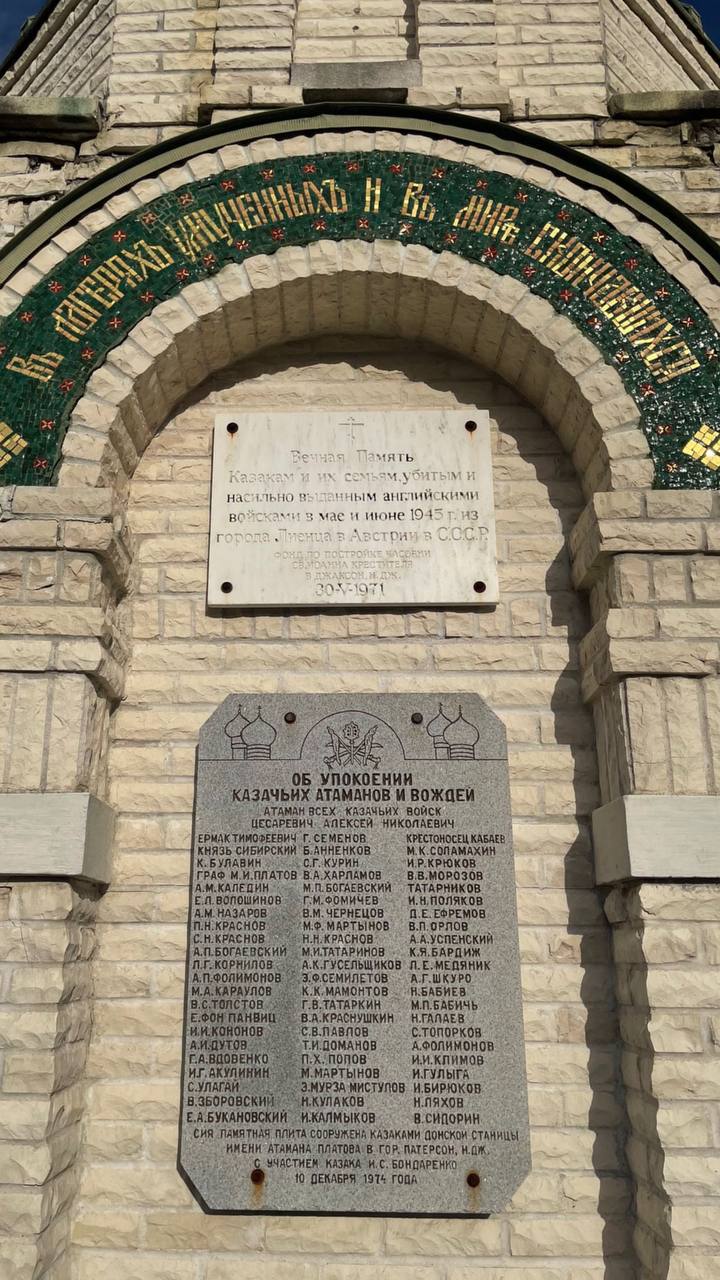 въ лагеряхъ замученныхъ и въ мирѣ скончавшихся
Вечная Память
Казакам и их семьям, убитым и
насильно выданным английскими
войсками в мае и июне 1945 г. из
города Лиенца в Австрии в С.С.С.Р.
ФОНД ПО ПОСТРОЙКЕ ЧАСОВНИ
СВ. ИОАННА КРЕСТИТЕЛЯ
В ДЖАКСОН, Н. ДЖ.
30-V-1971
ОБ УПОКОЕНИИ
КАЗАЧЬИХ АТАМАНОВ И ВОЖДЕЙ
АТАМАН ВСЕХ КАЗАЧЬИХ ВОЙСК
ЦЕСАРЕВИЧ АЛЕКСЕЙ НИКОЛАЕВИЧ
ЕРМАК ТИМОФЕЕВИЧ Г. СЕМЕНОВ КРЕСТОНОСЕЦ КАБАЕВ
КНЯЗЬ СИБИРСКИЙ Б. АННЕНКОВ М.К. СОЛАМАХИН
К. БУЛАВИН С.Г. КУРИН И.Р. КРЮКОВ
ГРАФ М.И. ПЛАТОВ В.А. ХАРЛАМОВ В.В. МОРОЗОВ
А.М. КАЛЕДИН М.П. БОГАЕВСКИЙ ТАТАРНИКОВ
Е.Л. ВОЛОШИНОВ Г.М. ФОМИЧЕВ И.Н. ПОЛЯКОВ
А.М. НАЗАРОВ В.М. ЧЕРНЕЦОВ Д.Е. ЕФРЕМОВ
П.Н. КРАСНОВ М.Ф. МАРТЫНОВ В.П. ОРЛОВ
С.Н. КРАСНОВ Н.Н. КРАСНОВ А.А. УСПЕНСКИЙ
А.П. БОГАЕВСКИЙ М.И. ТАТАРИНОВ К.Я. БАРДИЖ
Л.Г. КОРНИЛОВ А.К. ГУСЕЛЬЩИКОВ Л.Е. МЕДЯНИК
А.П. ФОЛИМОНОВ Э.Ф. СЕМИЛЕТОВ А.Г. ШКУРО
М.А. КАРАУЛОВ К.К. МАМОНТОВ Н. БАБИЕВ
В.С. ТОЛСТОВ Г.В. ТАТАРКИН М.П. БАБИЧЬ
Е. ФОН ПАНВИЦ В.А. КРАСНУШКИН Н. ГАЛАЕВ
И.И. КОНОНОВ С.В. ПАВЛОВ С. ТОПОРКОВ
А.И. ДУТОВ Т.И. ДОМАНОВ А. ФОЛИМОНОВ
Г.А. ВДОВЕНКО П.Х. ПОПОВ И.И. КЛИМОВ
И.Г. АКУЛИНИН М. МАРТЫНОВ И. ГУЛЫГА
С. УЛАГАЙ З. МУРЗА МИСТУЛОВ И. БИРЮКОВ
В. ЗБОРОВСКИЙ Н. КУЛАКОВ Н. ЛЯХОВ
Е.А. БУКАНОВСКИЙ И. КАЛМЫКОВ В. СИДОРИН
СИЯ ПАМЯТНАЯ ПЛИТА СООРУЖЕНА КАЗАКАМИ ДОНСКОЙ СТАНИЦЫ
ИМЕНИ АТАМАНА ПЛАТОВА В ГОР. ПАТЕРСОН, Н. ДЖ.
С УЧАСТИЕМ КАЗАКА И.С. БОНДАРЕНКО
10 ДЕКАБРЯ 1974 ГОДА